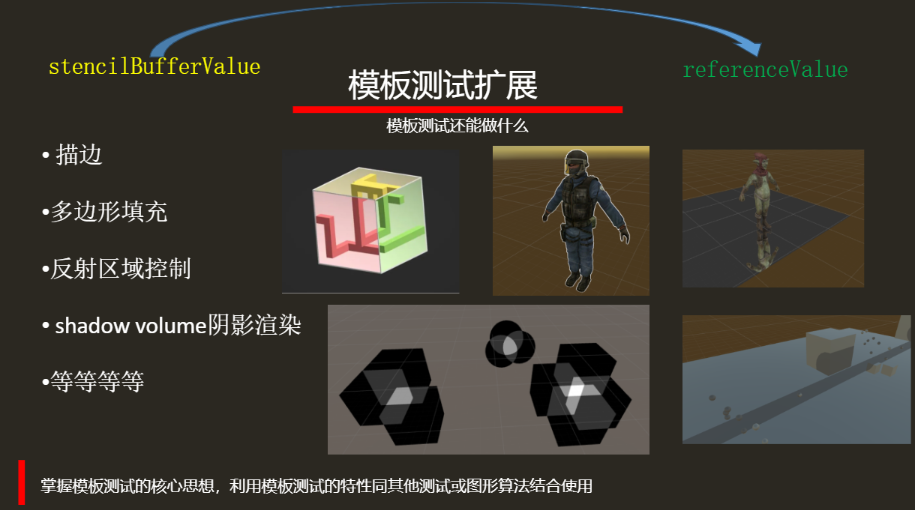 stencilBufferValue
referenceValue
模板测试扩展
模板测试还能做什么
• 描边
•多边形填充
•反射区域控制
• shadow volume阴影渲染
•等等等等
掌握模板测试的核心思想，利用模板测试的特性同其他测试或图形算法结合使用